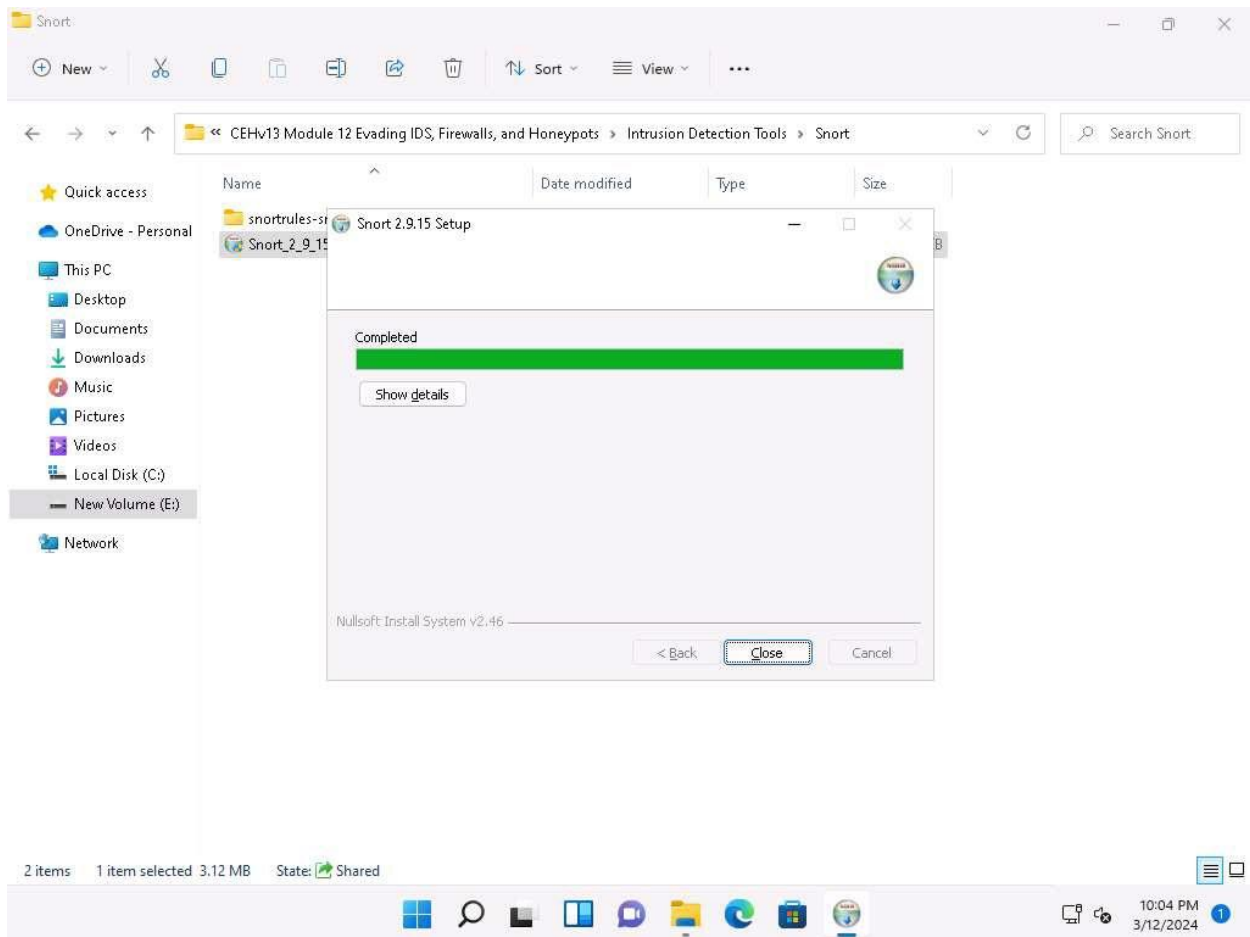 Snort
New
Sort
View
« CEHv13 Module 12 Evading IDS, Firewalls, and Honeypots › Intrusion Detection Tools › Snort
Search Snort
Quick access
OneDrive - Personal
This PC
Desktop
Documents
Downloads
Music
Pictures
Videos
Local Disk (C:)
New Volume (E:)
Network
Name
Date modified
Type
Size
Snort_2_9_15
Snort 2.9.15 Setup
Completed
Show details
Nullsoft Install System v2.46
< Back
Close
Cancel
2 items
1 item selected 3.12 MB
State: Shared
10:04 PM
3/12/2024
1